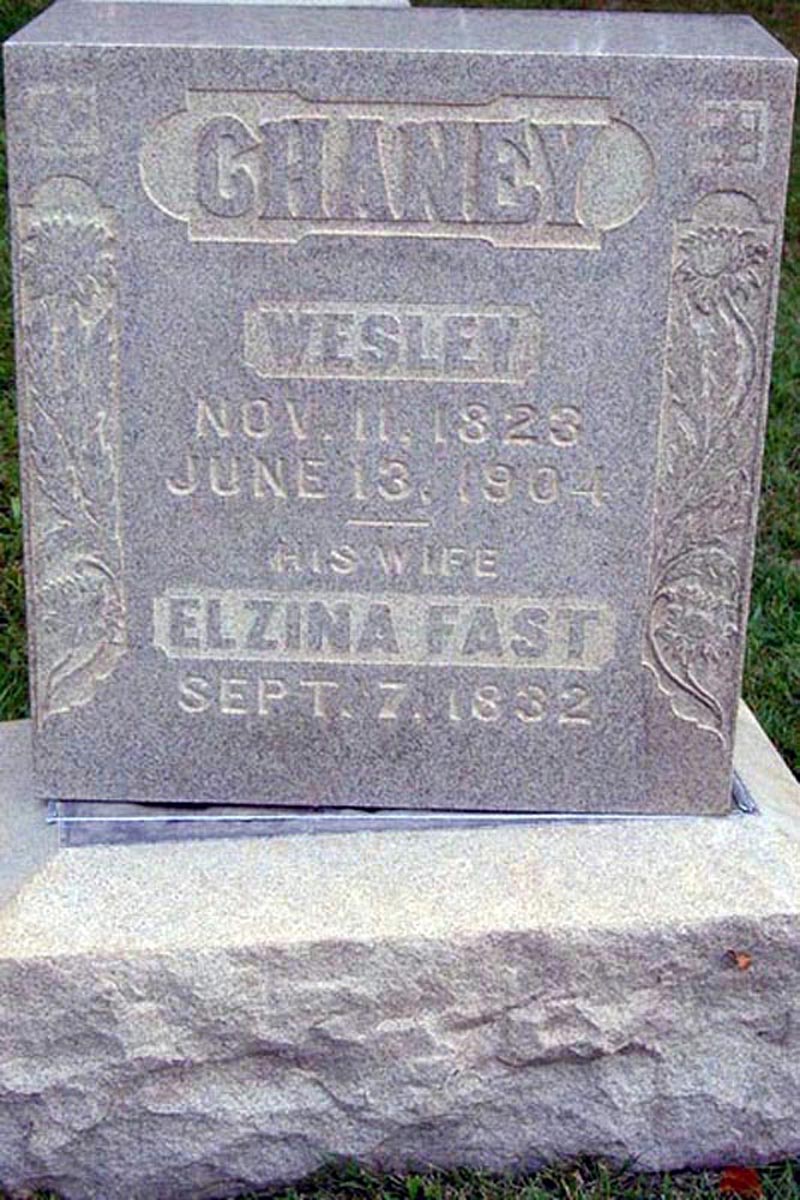 CHANEY
WESLEY
NOV. 11. 1823
JUNE 13. 1904
HIS WIFE
ELZINA FAST
SEPT. 7. 1832